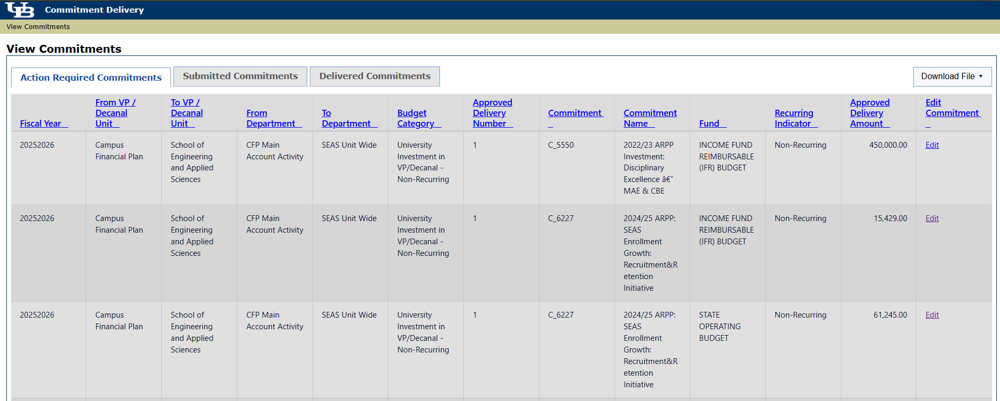 UB Commitment Delivery
View Commitments
View Commitments
Action Required Commitments
Submitted Commitments
Delivered Commitments
Download File
Fiscal Year
From VP /
Decanal
Unit
To VP /
Decanal
Unit
From
Department
To
Department
Budget
Category
Approved
Delivery
Number
Commitment
Commitment
Name
Fund
Recurring
Indicator
Approved
Delivery
Amount
Edit
Commitment
20252026
Campus
Financial Plan
School of
Engineering
and Applied
Sciences
CFP Main
Account Activity
SEAS Unit Wide
University
Investment in
VP/Decanal -
Non-Recurring
1
C_5550
2022/23 ARPP
Investment:
Disciplinary
Excellence â€“
MAE & CBE
INCOME FUND
REIMBURSABLE
(IFR) BUDGET
Non-Recurring
450,000.00
Edit
20252026
Campus
Financial Plan
School of
Engineering
and Applied
Sciences
CFP Main
Account Activity
SEAS Unit Wide
University
Investment in
VP/Decanal -
Non-Recurring
1
C_6227
2024/25 ARPP:
SEAS
Enrollment
Growth:
Recruitment&R
etention
Initiative
INCOME FUND
REIMBURSABLE
(IFR) BUDGET
Non-Recurring
15,429.00
Edit
20252026
Campus
Financial Plan
School of
Engineering
and Applied
Sciences
CFP Main
Account Activity
SEAS Unit Wide
University
Investment in
VP/Decanal -
Non-Recurring
1
C_6227
2024/25 ARPP:
SEAS
Enrollment
Growth:
Recruitment&R
etention
Initiative
STATE
OPERATING
BUDGET
Non-Recurring
61,245.00
Edit